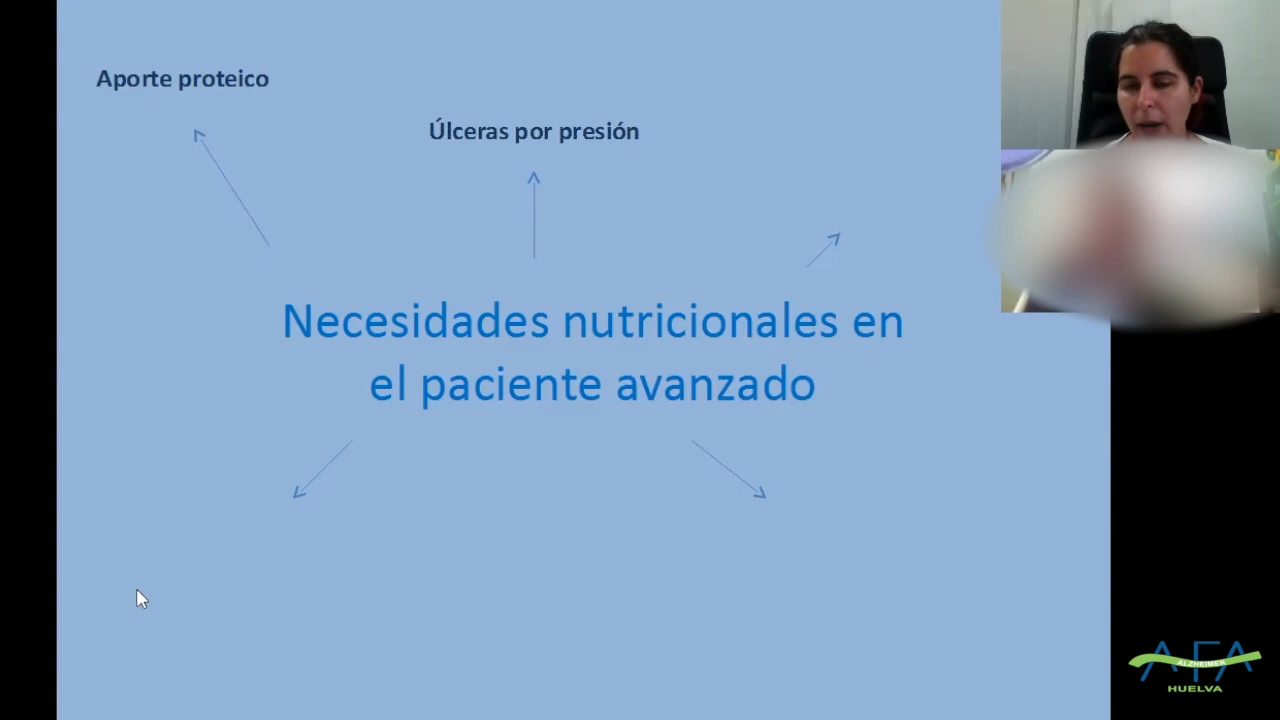 Aporte proteico
Úlceras por presión
Necesidades nutricionales en
el paciente avanzado
AFA
ALZHEIMER
HUELVA